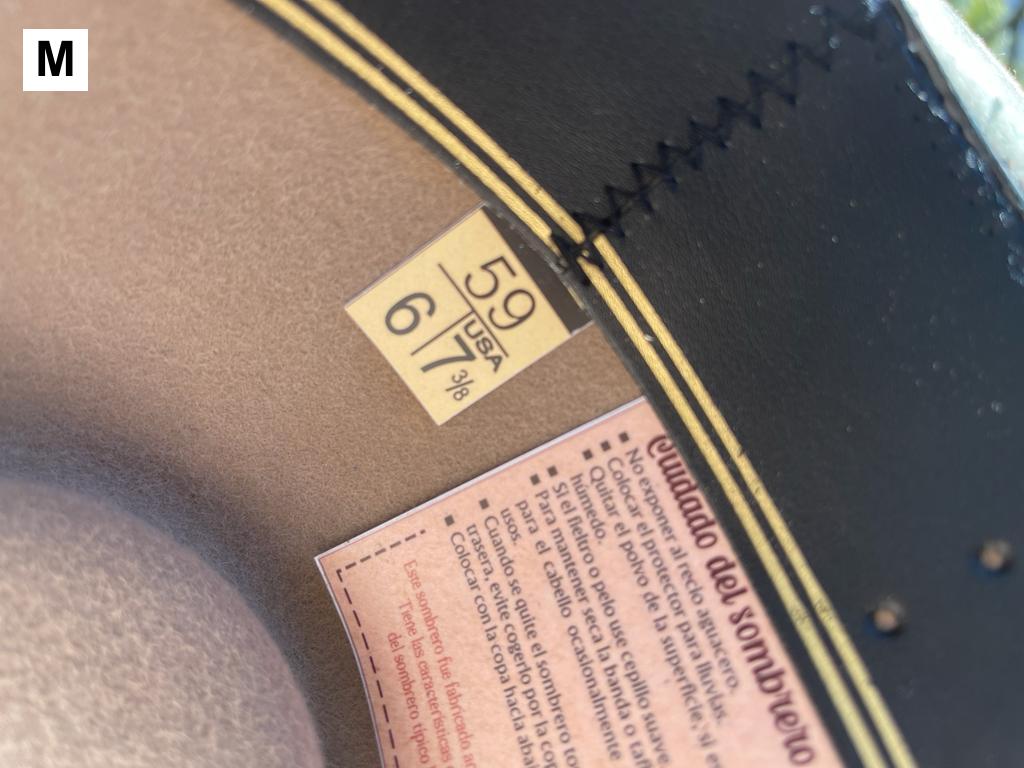 M
59
6
USA
7 3/8
Cuidado del sombrero
▪ No exponer al recio aguacero.
▪ Colocar el protector para lluvias.
▪ Quitar el polvo de la superficie, si
húmedo.
▪ Si el fieltro o pelo use cepillo suave.
▪ Para mantener seca la banda o
para el cabello ocasionalmente
usos.
▪ Cuando se quite el sombrero
trasera, evite cogerlo por la
▪ Colocar con la copa hacia
Este sombrero fue fabricado
Tiene las características
del sombrero típico